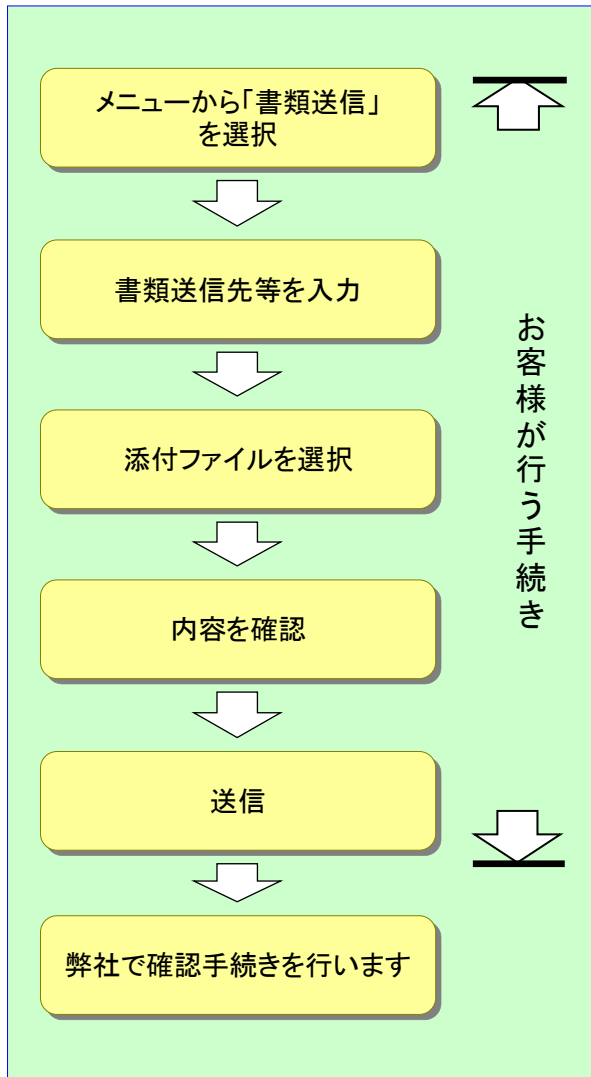 メニューから「書類送信」
を選択
書類送信先等を入力
添付ファイルを選択
内容を確認
送信
弊社で確認手続きを行います
お客様が行う手続き